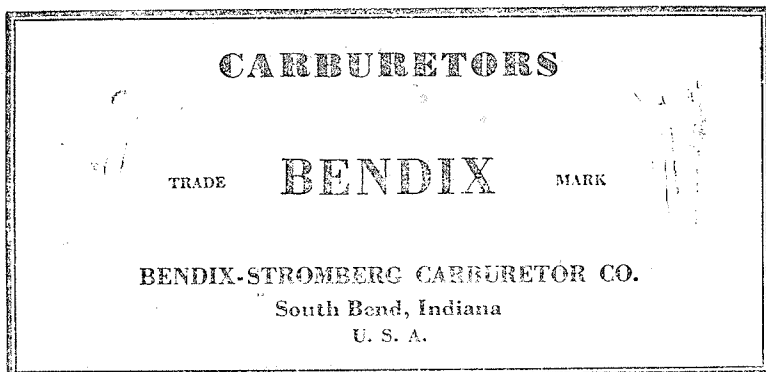 CARBURETORS
TRADE BENDIX MARK
BENDIX-STROMBERG CARBURETOR CO.
South Bend, Indiana
U. S. A.